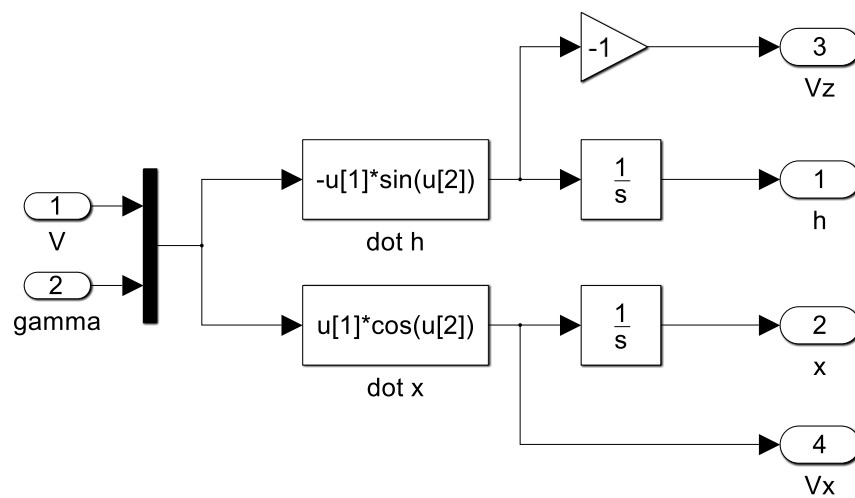 -1
3
Vz
1
V
-u[1]*sin(u[2])
dot h
1
s
1
h
2
gamma
u[1]*cos(u[2])
dot x
1
s
2
x
4
Vx